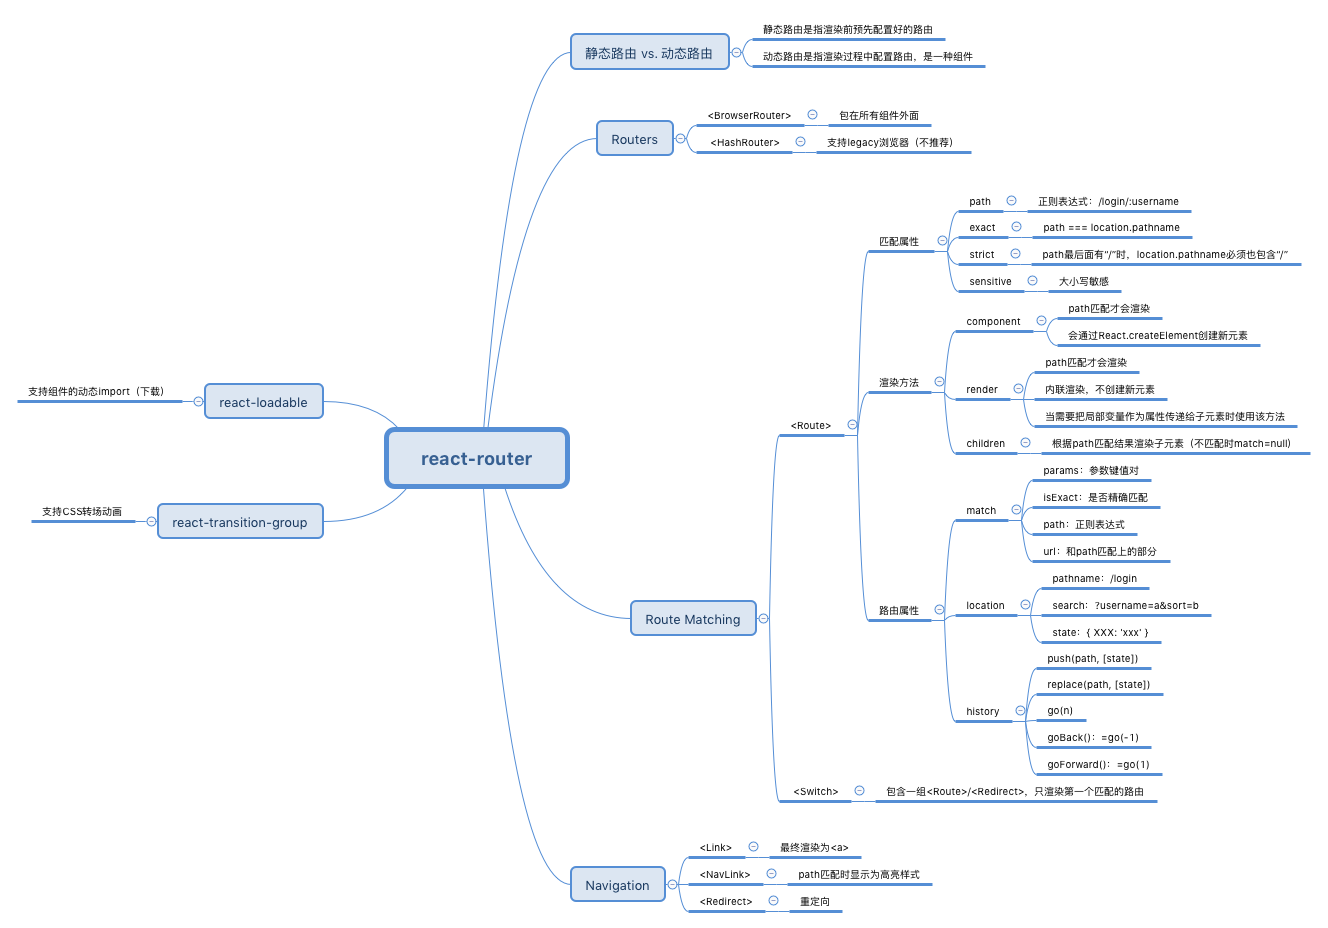 静态路由 vs. 动态路由
静态路由是指渲染前预先配置好的路由
动态路由是指渲染过程中配置路由，是一种组件
Routers
<BrowserRouter>
包在所有组件外面
<HashRouter>
支持legacy浏览器（不推荐）
react-loadable
支持组件的动态import（下载）
react-router
react-transition-group
支持CSS转场动画
Route Matching
<Route>
匹配属性
path
正则表达式：/login/:username
exact
path === location.pathname
strict
path最后面有“/”时，location.pathname必须也包含“/”
sensitive
大小写敏感
渲染方法
component
path匹配才会渲染
会通过React.createElement创建新元素
render
path匹配才会渲染
内联渲染，不创建新元素
当需要把局部变量作为属性传递给子元素时使用该方法
children
根据path匹配结果渲染子元素（不匹配时match=null）
路由属性
match
params：参数键值对
isExact：是否精确匹配
path：正则表达式
url：和path匹配上的部分
location
pathname：/login
search：?username=a&sort=b
state：{ XXX: 'xxx' }
history
push(path, [state])
replace(path, [state])
go(n)
goBack()：=go(-1)
goForward()：=go(1)
<Switch>
包含一组<Route>/<Redirect>，只渲染第一个匹配的路由
Navigation
<Link>
最终渲染为<a>
<NavLink>
path匹配时显示为高亮样式
<Redirect>
重定向